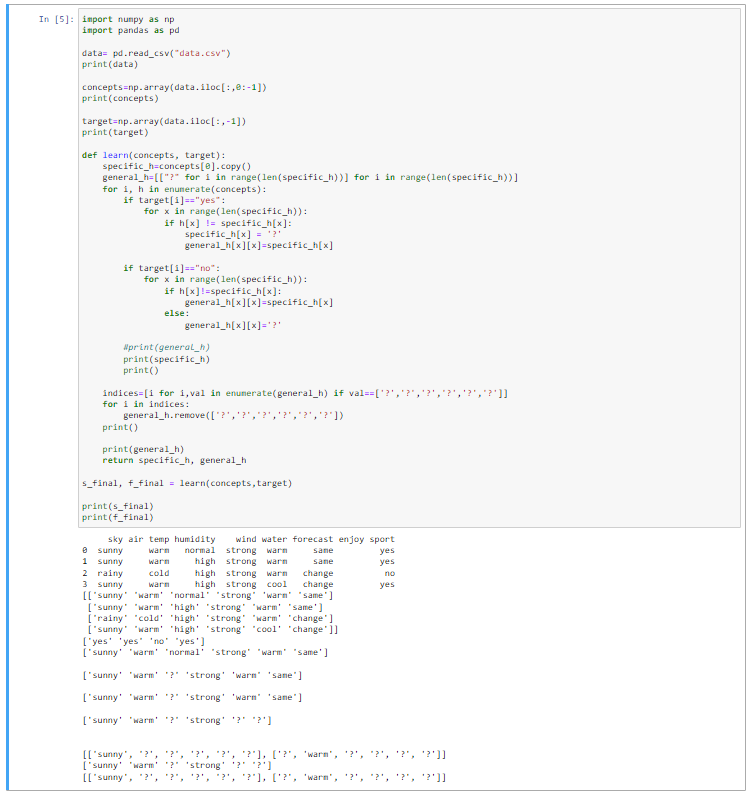 In [5]: import numpy as np
import pandas as pd
data= pd.read_csv("data.csv")
print(data)
concepts=np.array(data.iloc[:,0:-1])
print(concepts)
target=np.array(data.iloc[:,-1])
print(target)
def learn(concepts, target):
    specific_h=concepts[0].copy()
    general_h=[["?" for i in range(len(specific_h))] for i in range(len(specific_h))]
    for i, h in enumerate(concepts):
        if target[i]=="yes":
            for x in range(len(specific_h)):
                if h[x] != specific_h[x]:
                    specific_h[x] = '?'
                    general_h[x][x]=specific_h[x]
        if target[i]=="no":
            for x in range(len(specific_h)):
                if h[x]!=specific_h[x]:
                    general_h[x][x]=specific_h[x]
                else:
                    general_h[x][x]='?'
        #print(general_h)
        print(specific_h)
        print()
    indices=[i for i,val in enumerate(general_h) if val==['?','?','?','?','?','?']]
    for i in indices:
        general_h.remove(['?','?','?','?','?','?'])
    print()
    print(general_h)
    return specific_h, general_h
s_final, f_final = learn(concepts,target)
print(s_final)
print(f_final)
sky air temp humidity wind water forecast enjoy sport
0 sunny warm normal strong warm same yes
1 sunny warm high strong warm same yes
2 rainy cold high strong warm change no
3 sunny warm high strong cool change yes
[['sunny' 'warm' 'normal' 'strong' 'warm' 'same']
['sunny' 'warm' 'high' 'strong' 'warm' 'same']
['rainy' 'cold' 'high' 'strong' 'warm' 'change']
['sunny' 'warm' 'high' 'strong' 'cool' 'change']]
['yes' 'yes' 'no' 'yes']
['sunny' 'warm' 'normal' 'strong' 'warm' 'same']
['sunny' 'warm' '?' 'strong' 'warm' 'same']
['sunny' 'warm' '?' 'strong' 'warm' 'same']
['sunny' 'warm' '?' 'strong' '?' '?']
[['sunny', '?', '?', '?', '?', '?'], ['?', 'warm', '?', '?', '?', '?']]
['sunny' 'warm' '?' 'strong' '?' '?']
[['sunny', '?', '?', '?', '?', '?'], ['?', 'warm', '?', '?', '?', '?']]